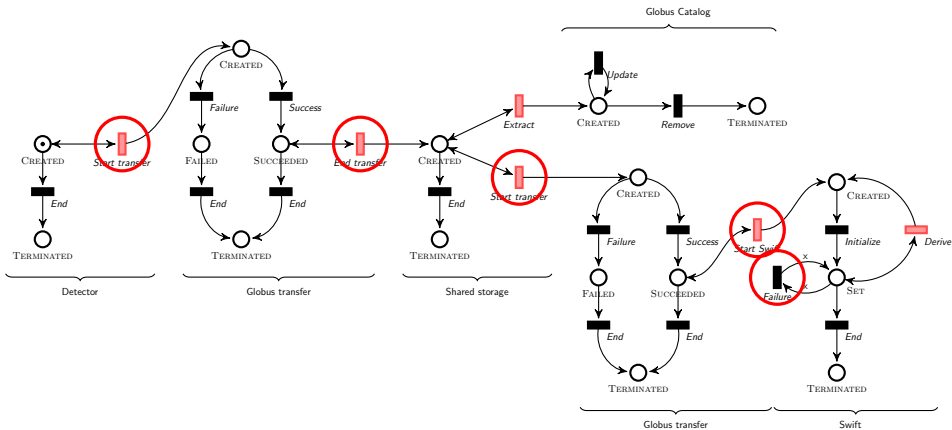 Globus Catalog
CREATED
Update
Failure
Success
Extract
CREATED
Remove
TERMINATED
CREATED
Start transfer
FAILED
SUCCEEDED
End transfer
CREATED
Start transfer
CREATED
CREATED
End
End
End
End
Failure
Success
Start Swift
Initialize
Derive
TERMINATED
TERMINATED
TERMINATED
x
x
Failure
FAILED
SUCCEEDED
SET
Detector
Globus transfer
Shared storage
End
End
End
TERMINATED
TERMINATED
Globus transfer
Swift